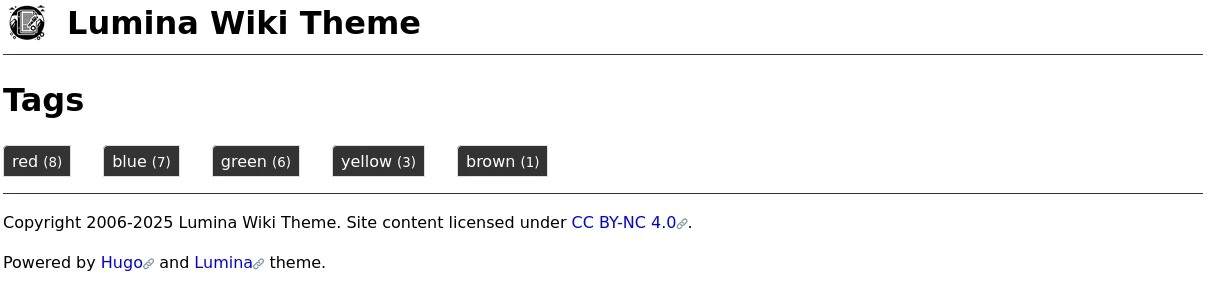 Lumina Wiki Theme
Tags
red (8) blue (7) green (6) yellow (3) brown (1)
Copyright 2006-2025 Lumina Wiki Theme. Site content licensed under CC BY-NC 4.0.
Powered by Hugo and Lumina theme.